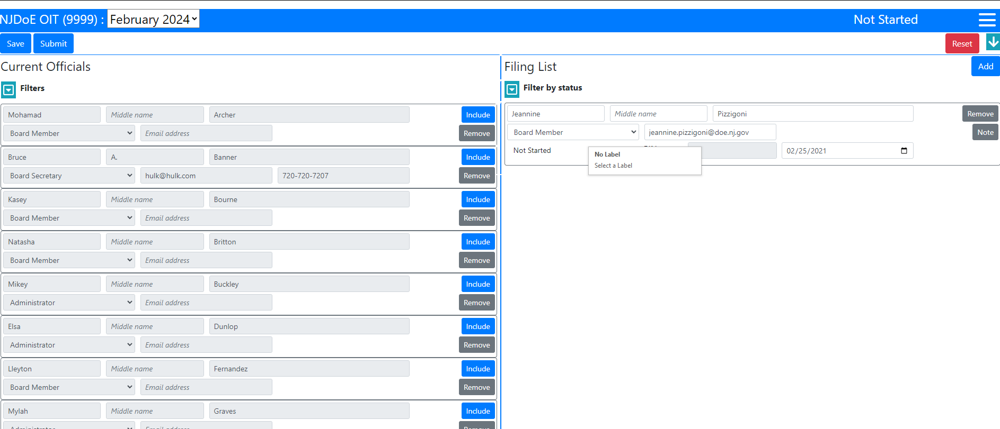 NJDoE OIT (9999) : February 2024 Not Started
Save Submit Reset
Current Officials
Filters
Mohamad Middle name Archer Include
Board Member Email address Remove
Bruce A. Banner Include
Board Secretary hulk@hulk.com 720-720-7207 Remove
Kasey Middle name Bourne Include
Board Member Email address Remove
Natasha Middle name Britton Include
Board Member Email address Remove
Mikey Middle name Buckley Include
Administrator Email address Remove
Elsa Middle name Dunlop Include
Administrator Email address Remove
Lleyton Middle name Fernandez Include
Board Member Email address Remove
Mylah Middle name Graves Include
Administrator Email address Remove
Filing List Add
Filter by status
Jeannine Middle name Pizzigoni Remove
Board Member jeannine.pizzigoni@doe.nj.gov Note
Not Started 02/25/2021
No Label
Select a Label